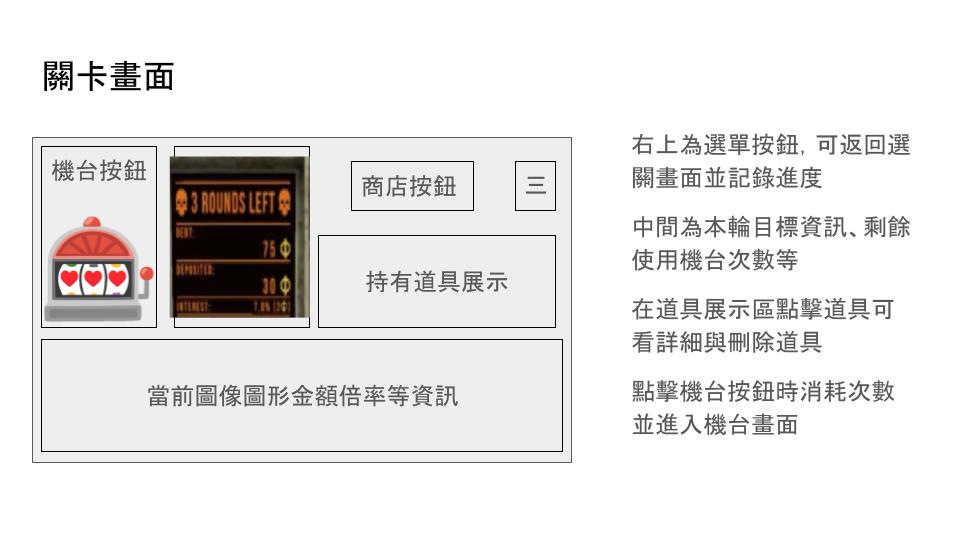 關卡畫面
機台按鈕
3 ROUNDS LEFT
DEBT:
75
DEPOSITED:
30
INTEREST: 7.0% (2)
商店按鈕
三
持有道具展示
當前圖像圖形金額倍率等資訊
右上為選單按鈕，可返回選
關畫面並記錄進度
中間為本輪目標資訊、剩餘
使用機台次數等
在道具展示區點擊道具可
看詳細與刪除道具
點擊機台按鈕時消耗次數
並進入機台畫面